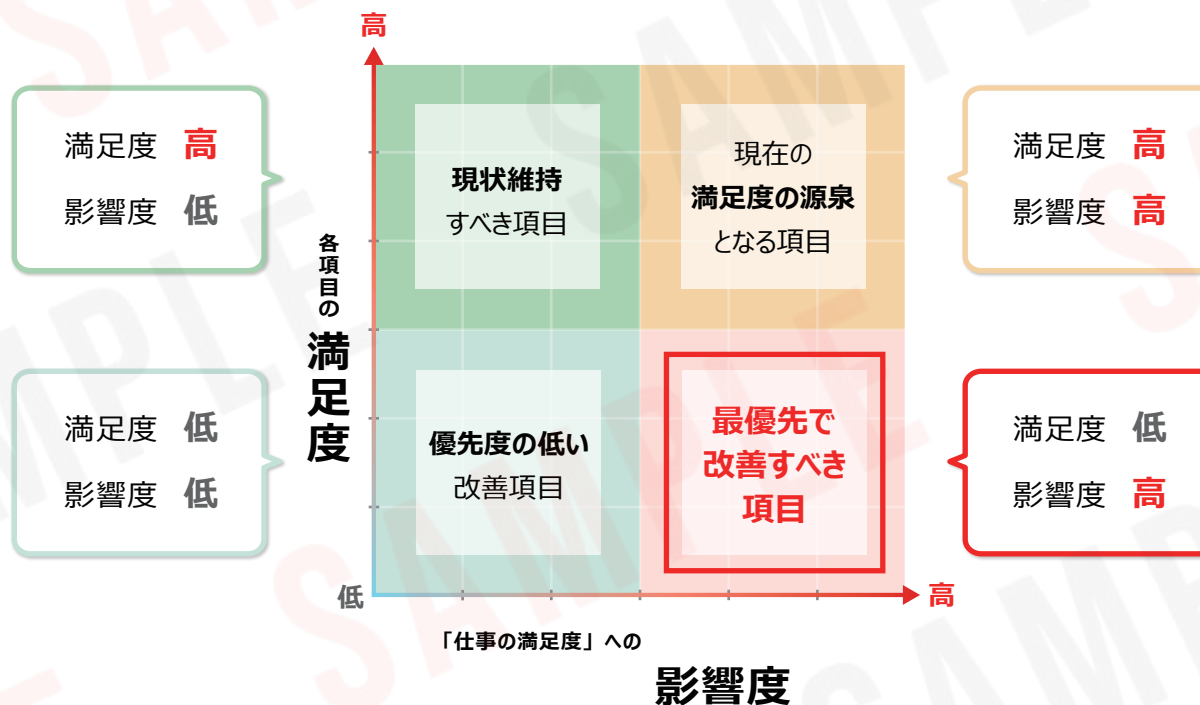 高
満足度 高
影響度 低
現状維持
すべき項目
現在の
満足度の源泉
となる項目
満足度 高
影響度 高
各項目の
満足度
満足度 低
影響度 低
優先度の低い
改善項目
最優先で
改善すべき
項目
満足度 低
影響度 高
低
高
「仕事の満足度」への
影響度
SAMPLE
SAMPLE
SAMPLE